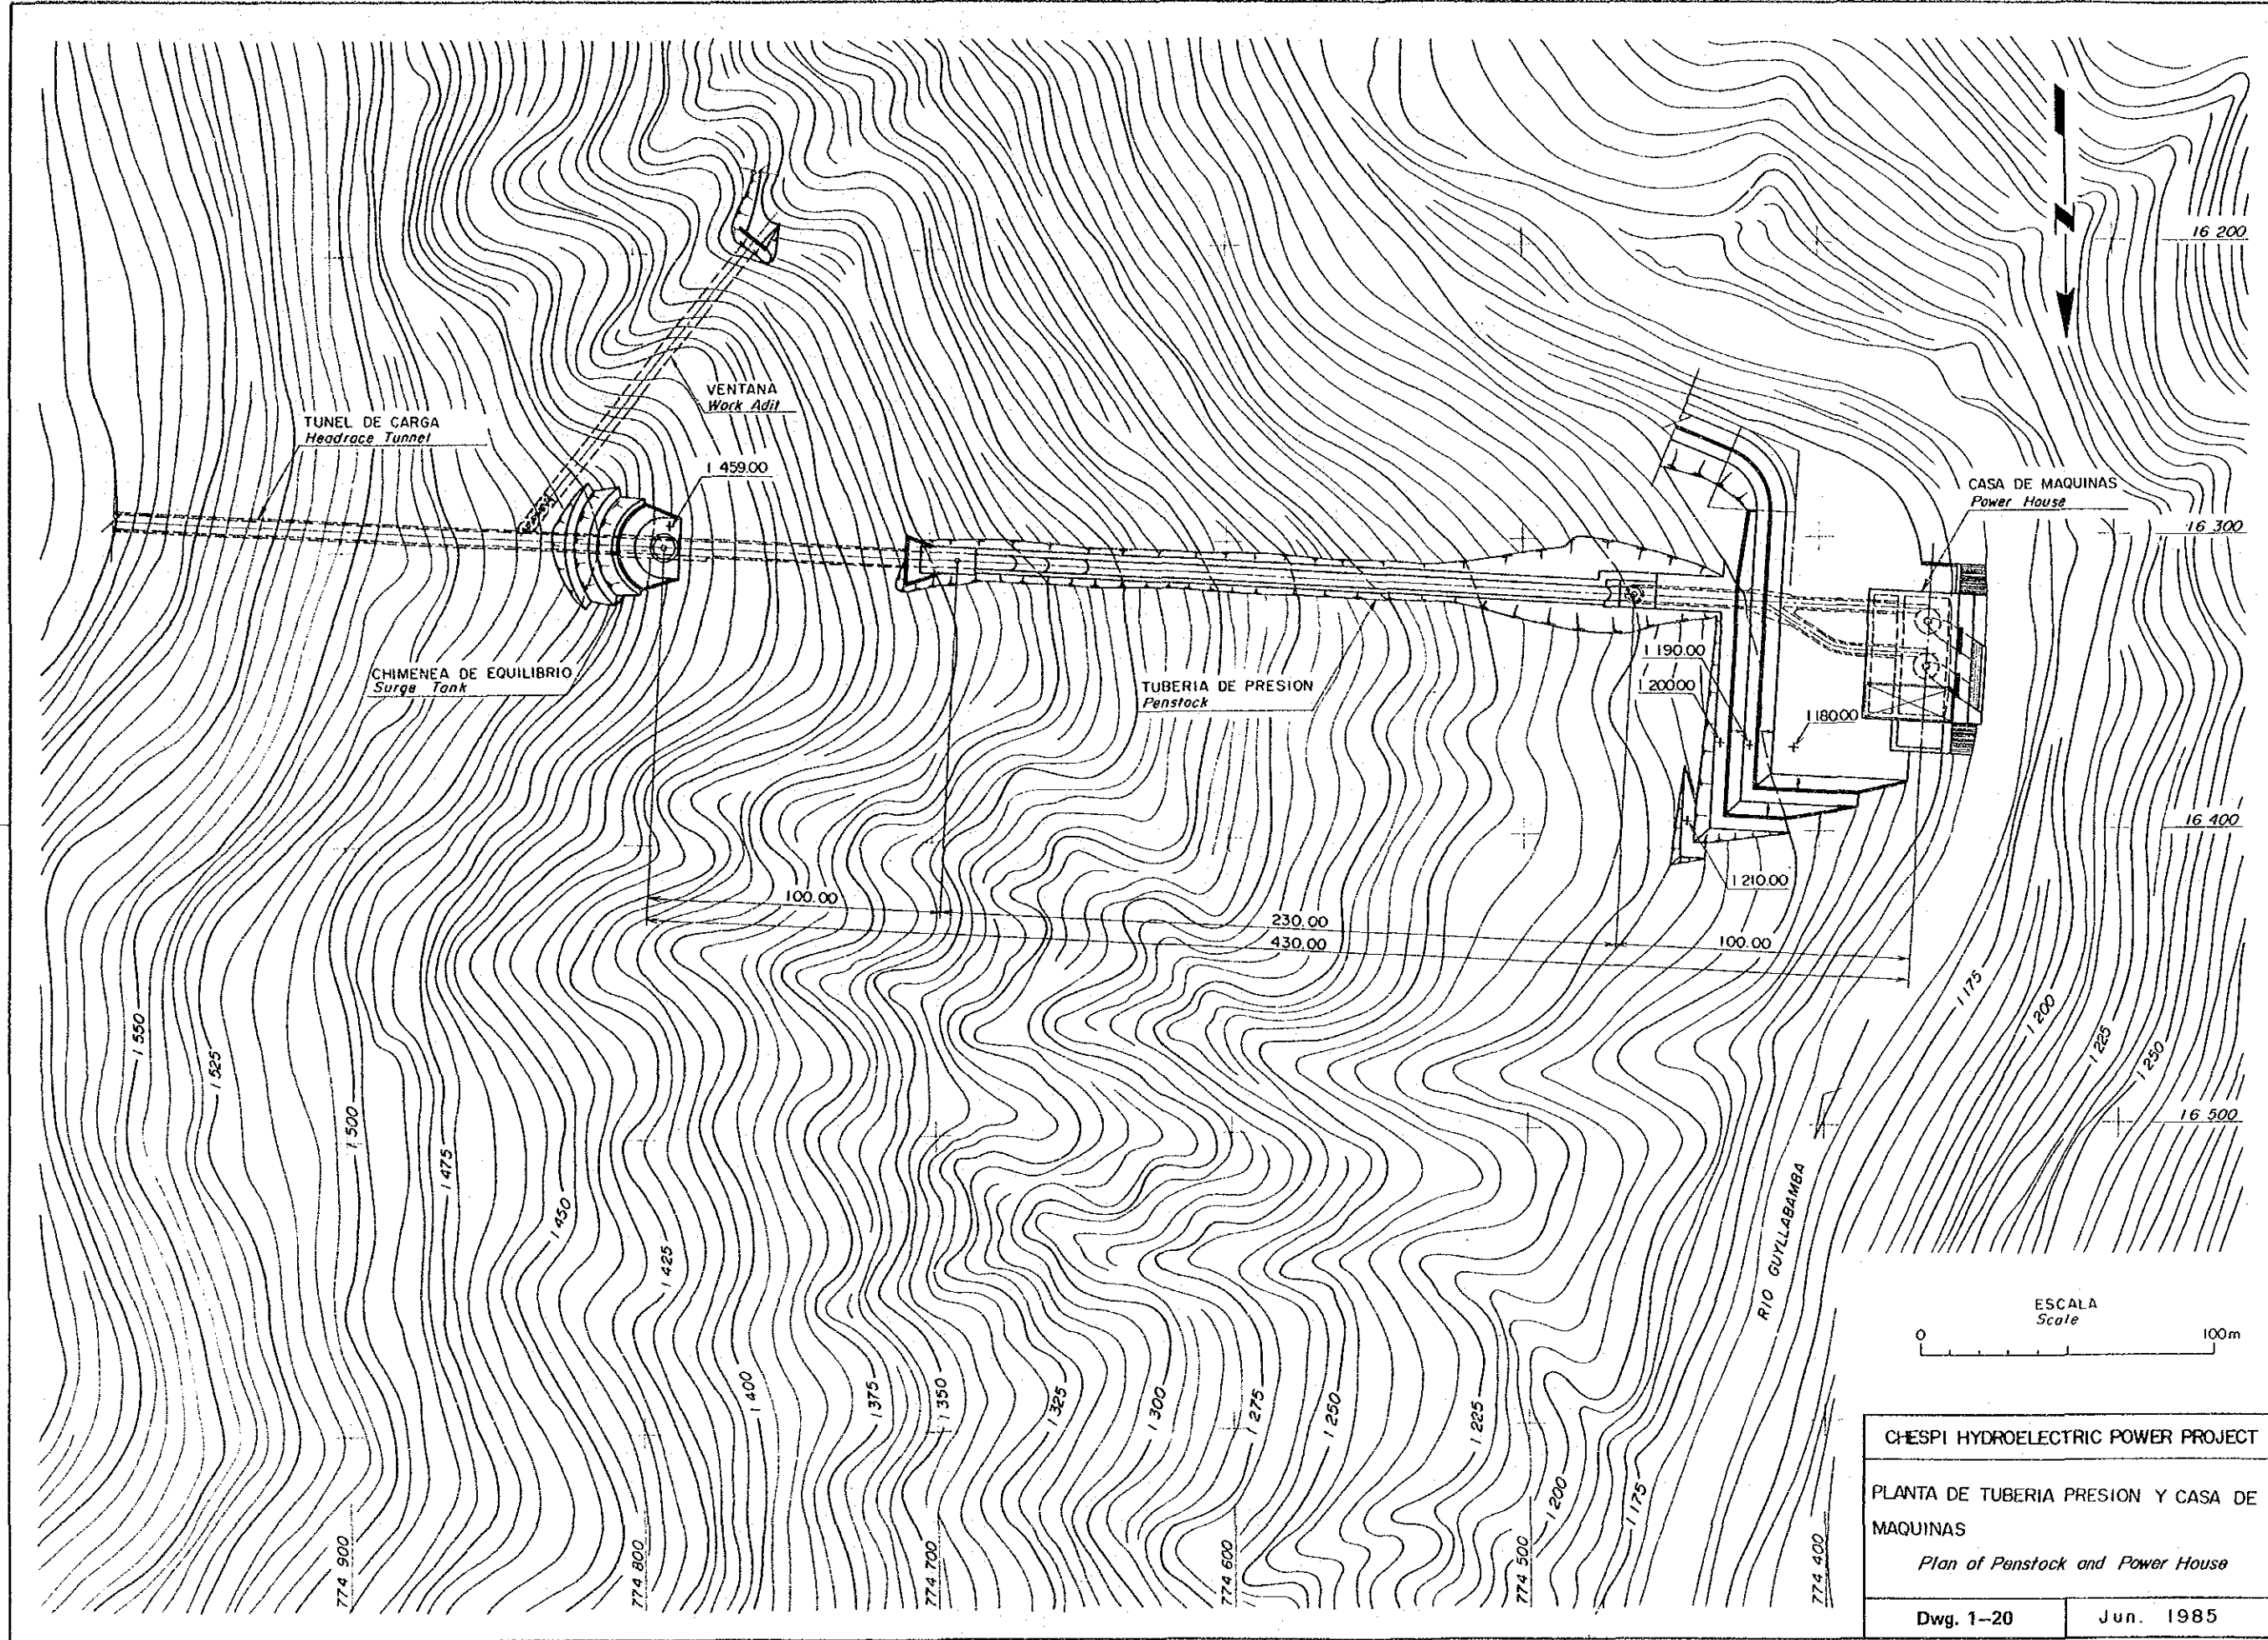 N
16 200
VENTANA
Work Adit
TUNEL DE CARGA
Headrace Tunnel
1 459.00
CASA DE MAQUINAS
Power House
16 300
CHIMENEA DE EQUILIBRIO
Surge Tank
TUBERIA DE PRESION
Penstock
1 190.00
1 200.00
1 180.00
16 400
1 210.00
100.00
230.00
430.00
100.00
1 175
1 200
1 225
1 250
1 550
1 525
1 500
1 475
1 450
1 425
1 400
1 375
1 350
1 325
1 300
1 275
1 250
1 225
1 200
1 175
16 500
RIO GUYLLABAMBA
ESCALA
Scale
0 100m
774 900
774 800
774 700
774 600
774 500
774 400
CHESPI HYDROELECTRIC POWER PROJECT
PLANTA DE TUBERIA PRESION Y CASA DE
MAQUINAS
Plan of Penstock and Power House
Dwg. 1-20
Jun. 1985